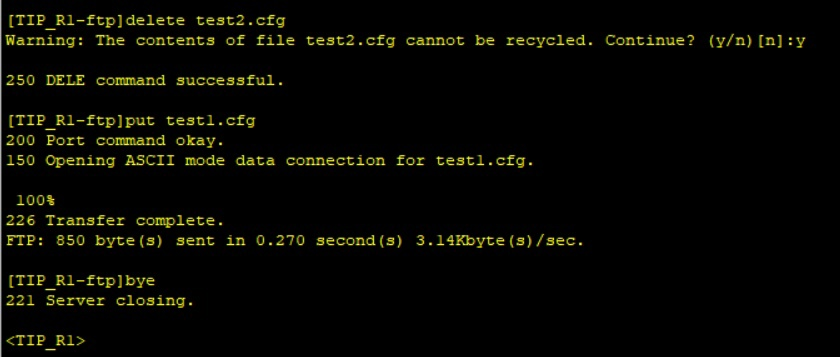 [TIP_R1-ftp]delete test2.cfg
Warning: The contents of file test2.cfg cannot be recycled. Continue? (y/n)[n]:y
250 DELE command successful.
[TIP_R1-ftp]put test1.cfg
200 Port command okay.
150 Opening ASCII mode data connection for test1.cfg.
100%
226 Transfer complete.
FTP: 850 byte(s) sent in 0.270 second(s) 3.14Kbyte(s)/sec.
[TIP_R1-ftp]bye
221 Server closing.
<TIP_R1>